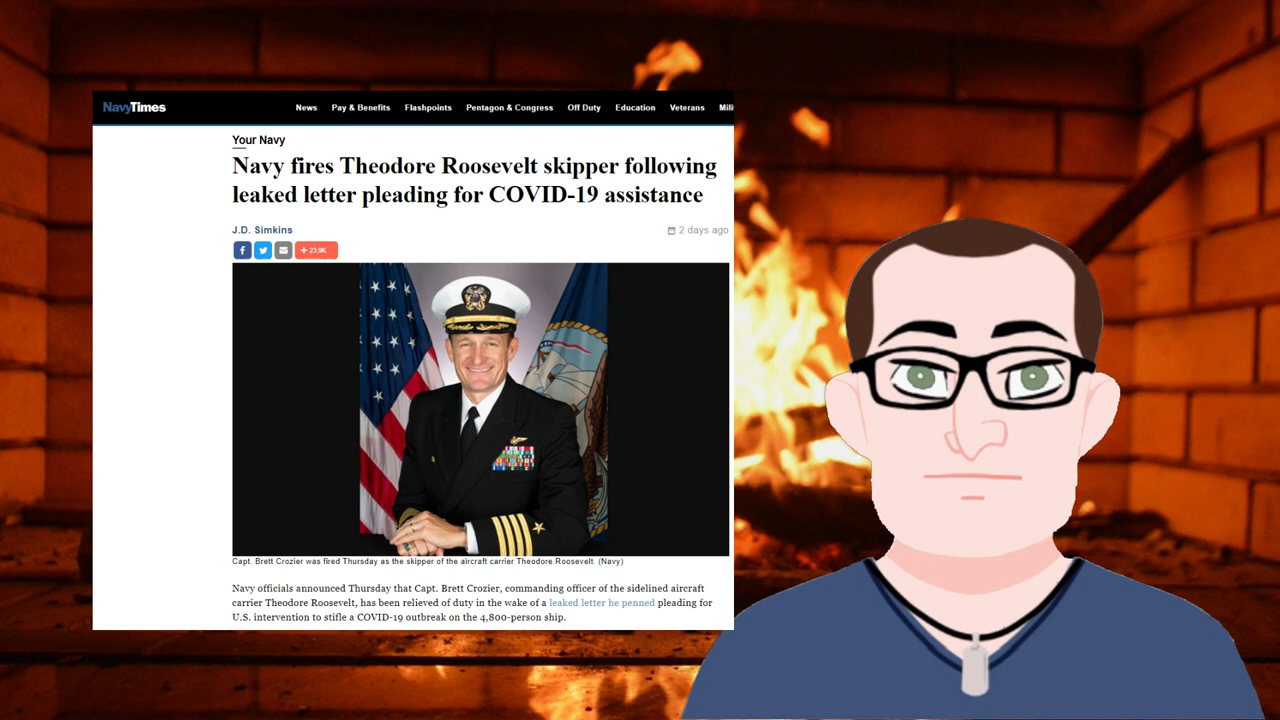 NavyTimes
News Pay & Benefits Flashpoints Pentagon & Congress Off Duty Education Veterans Mili
Your Navy
Navy fires Theodore Roosevelt skipper following
leaked letter pleading for COVID-19 assistance
J.D. Simkins
2 days ago
23.9K
Capt. Brett Crozier was fired Thursday as the skipper of the aircraft carrier Theodore Roosevelt. (Navy)
Navy officials announced Thursday that Capt. Brett Crozier, commanding officer of the sidelined aircraft
carrier Theodore Roosevelt, has been relieved of duty in the wake of a leaked letter he penned pleading for
U.S. intervention to stifle a COVID-19 outbreak on the 4,800-person ship.